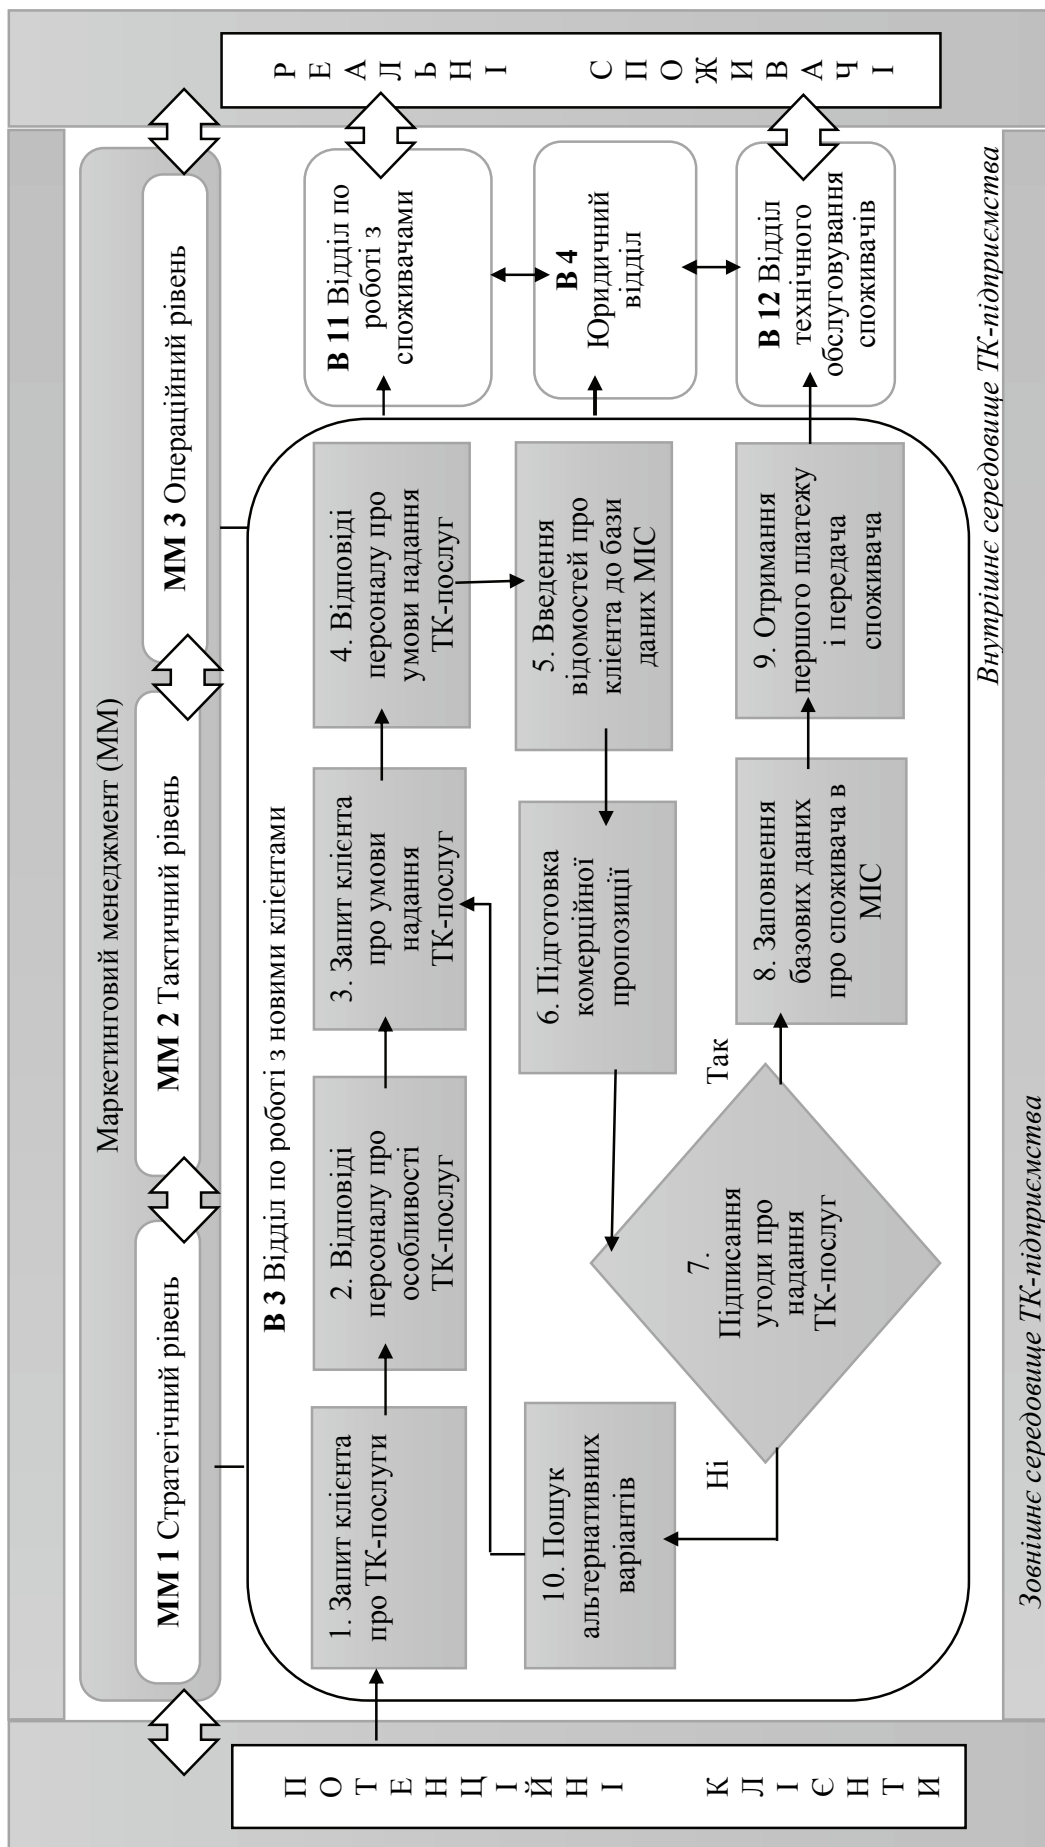 Маркетинговий менеджмент (ММ)
ММ 1 Стратегічний рівень
ММ 2 Тактичний рівень
ММ 3 Операційний рівень
ПОТЕНЦІЙНІ КЛІЄНТИ
В 3 Відділ по роботі з новими клієнтами
1. Запит клієнта
про ТК-послуги
2. Відповіді
персоналу про
особливості
ТК-послуг
3. Запит клієнта
про умови
надання
ТК-послуг
4. Відповіді
персоналу про
умови надання
ТК-послуг
5. Введення
відомостей про
клієнта до бази
даних МІС
6. Підготовка
комерційної
пропозиції
7.
Підписання
угоди про
надання
ТК-послуг
Так
Ні
8. Заповнення
базових даних
про споживача в
МІС
9. Отримання
першого платежу
і передача
споживача
10. Пошук
альтернативних
варіантів
В 11 Відділ по
роботі з
споживачами
В 4
Юридичний
відділ
В 12 Відділ
технічного
обслуговування
споживачів
РЕАЛЬНІ СПОЖИВАЧІ
Внутрішнє середовище ТК-підприємства
Зовнішнє середовище ТК-підприємства